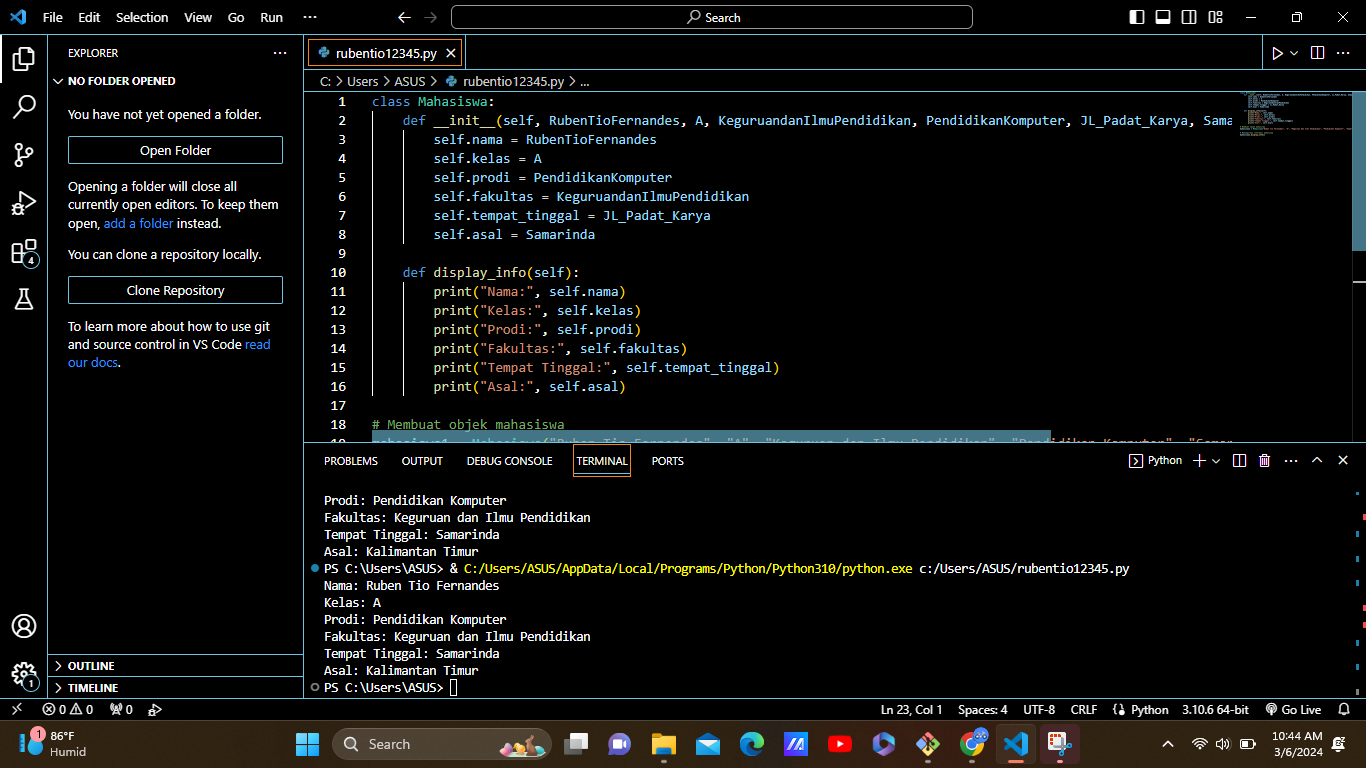 File Edit Selection View Go Run ···
Search
EXPLORER ···
NO FOLDER OPENED
You have not yet opened a folder.
Open Folder
Opening a folder will close all
currently open editors. To keep them
open, add a folder instead.
You can clone a repository locally.
Clone Repository
To learn more about how to use git
and source control in VS Code read
our docs.
OUTLINE
TIMELINE
4
1
rubentio12345.py
C: > Users > ASUS > rubentio12345.py > ...
1 class Mahasiswa:
2 def __init__(self, RubenTioFernandes, A, KeguruandanIlmuPendidikan, PendidikanKomputer, JL_Padat_Karya, Sama
3 self.nama = RubenTioFernandes
4 self.kelas = A
5 self.prodi = PendidikanKomputer
6 self.fakultas = KeguruandanIlmuPendidikan
7 self.tempat_tinggal = JL_Padat_Karya
8 self.asal = Samarinda
9
10 def display_info(self):
11 print("Nama:", self.nama)
12 print("Kelas:", self.kelas)
13 print("Prodi:", self.prodi)
14 print("Fakultas:", self.fakultas)
15 print("Tempat Tinggal:", self.tempat_tinggal)
16 print("Asal:", self.asal)
17
18 # Membuat objek mahasiswa
PROBLEMS OUTPUT DEBUG CONSOLE TERMINAL PORTS
Python
Prodi: Pendidikan Komputer
Fakultas: Keguruan dan Ilmu Pendidikan
Tempat Tinggal: Samarinda
Asal: Kalimantan Timur
PS C:\Users\ASUS> & C:/Users/ASUS/AppData/Local/Programs/Python/Python310/python.exe c:/Users/ASUS/rubentio12345.py
Nama: Ruben Tio Fernandes
Kelas: A
Prodi: Pendidikan Komputer
Fakultas: Keguruan dan Ilmu Pendidikan
Tempat Tinggal: Samarinda
Asal: Kalimantan Timur
PS C:\Users\ASUS>
0 0 0
Ln 23, Col 1 Spaces: 4 UTF-8 CRLF Python 3.10.6 64-bit Go Live
1
86°F
Humid
Search
10:44 AM
3/6/2024